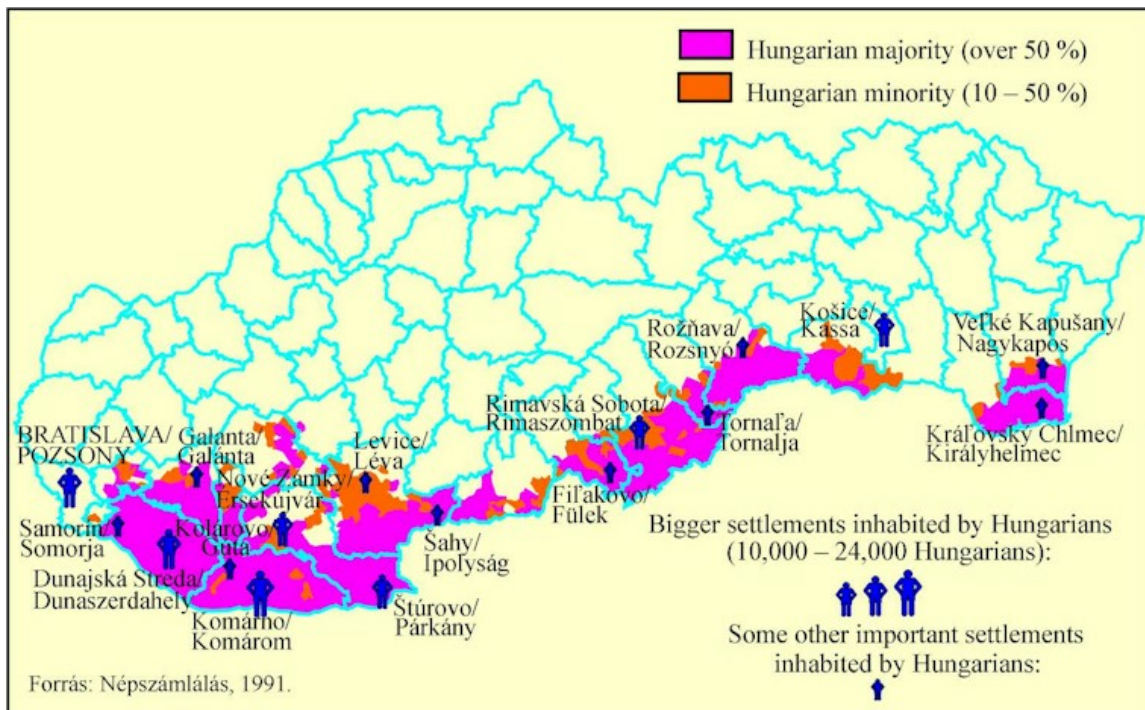 Hungarian majority (over 50 %)
Hungarian minority (10 – 50 %)
Košice/
Kassa
Rožňava/
Rozsnyó
Veľké Kapušany/
Nagykapos
Rimavská Sobota/
Rimaszombat
Tornaľa/
Tornalja
Kráľovský Chlmec/
Királyhelmec
BRATISLAVA/
POZSONY
Galanta/
Galánta
Levice/
Léva
Nové Zámky/
Érsekújvár
Fiľakovo/
Fülek
Samorín/
Somorja
Kolárovo/
Guta
Šahy/
Ipolyság
Dunajská Streda/
Dunaszerdahely
Štúrovo/
Párkány
Komárno/
Komárom
Bigger settlements inhabited by Hungarians
(10,000 – 24,000 Hungarians):
Some other important settlements
inhabited by Hungarians:
Forrás: Népszámlálás, 1991.